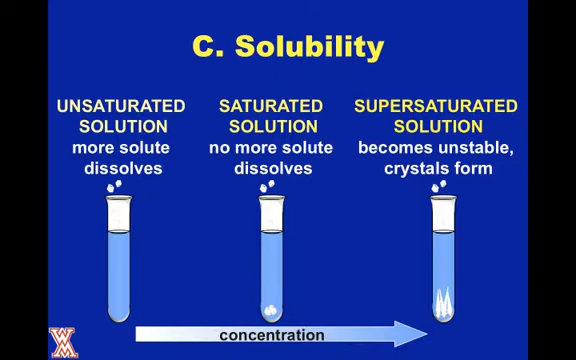 C. Solubility
UNSATURATED
SOLUTION
more solute
dissolves
SATURATED
SOLUTION
no more solute
dissolves
SUPERSATURATED
SOLUTION
becomes unstable,
crystals form
concentration